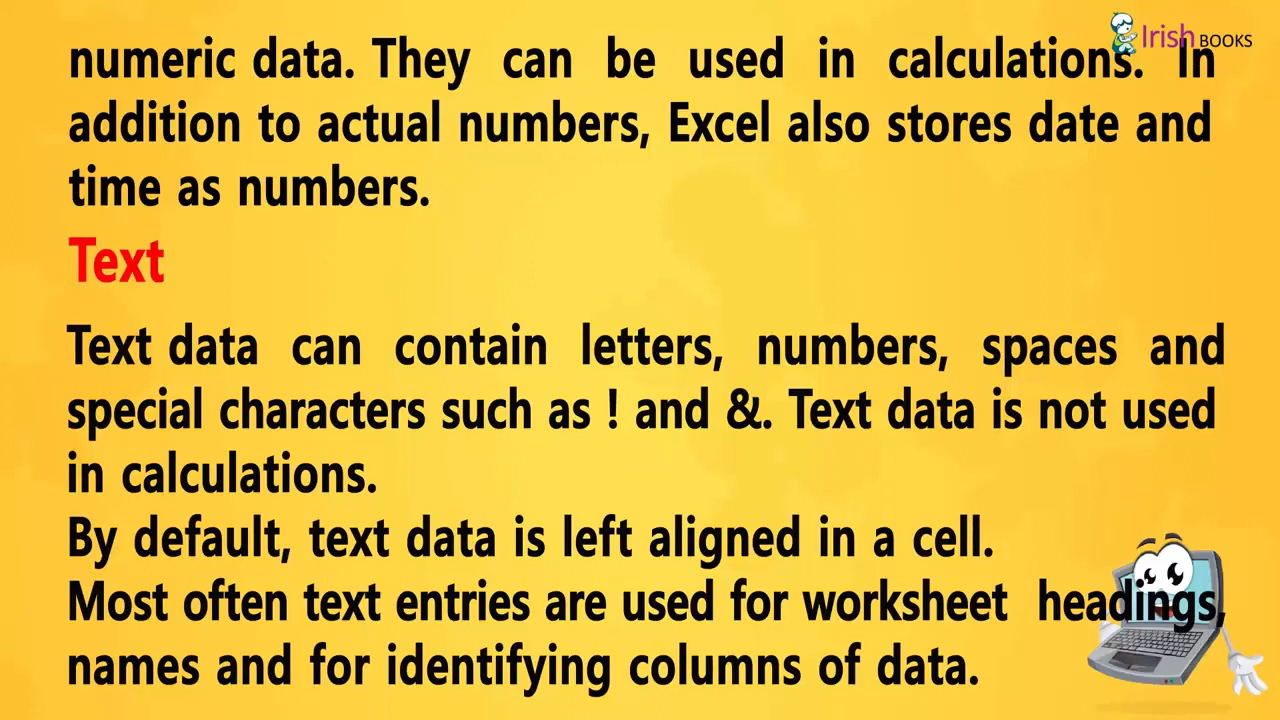 Irish BOOKS
numeric data. They can be used in calculations. In
addition to actual numbers, Excel also stores date and
time as numbers.
Text
Text data can contain letters, numbers, spaces and
special characters such as ! and &. Text data is not used
in calculations.
By default, text data is left aligned in a cell.
Most often text entries are used for worksheet headings,
names and for identifying columns of data.